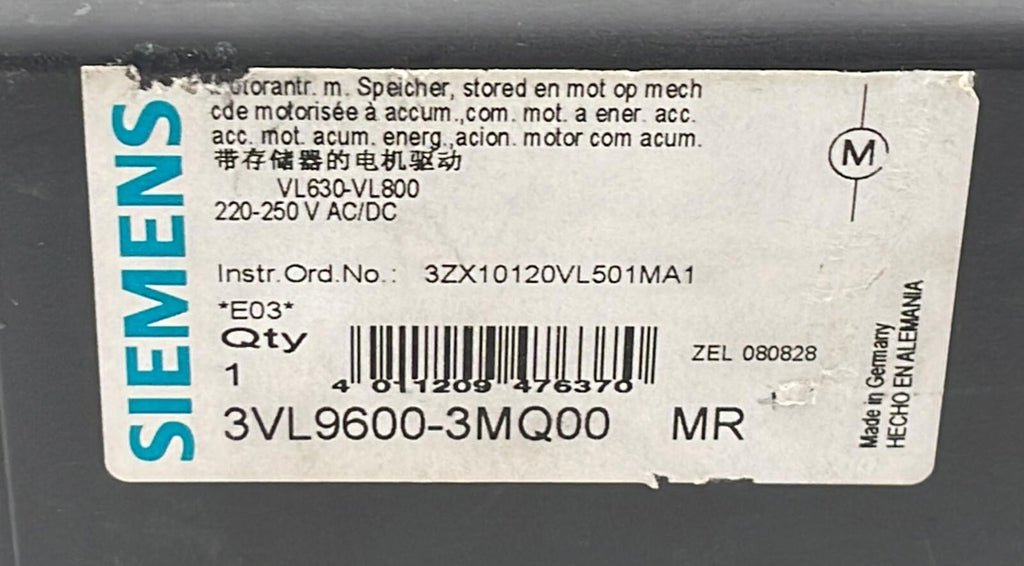 SIEMENS
m. Speicher, stored en mot op mech
cde motorisée à accum.,com. mot. a ener. acc.
acc. mot. acum. energ.,acion. motor com acum.
带存储器的电机驱动
VL630-VL800
220-250 V AC/DC
M
Instr.Ord.No.: 3ZX10120VL501MA1
*E03*
Qty
1
4 011209 476370
ZEL 080828
3VL9600-3MQ00 MR
Made in Germany
HECHO EN ALEMANIA